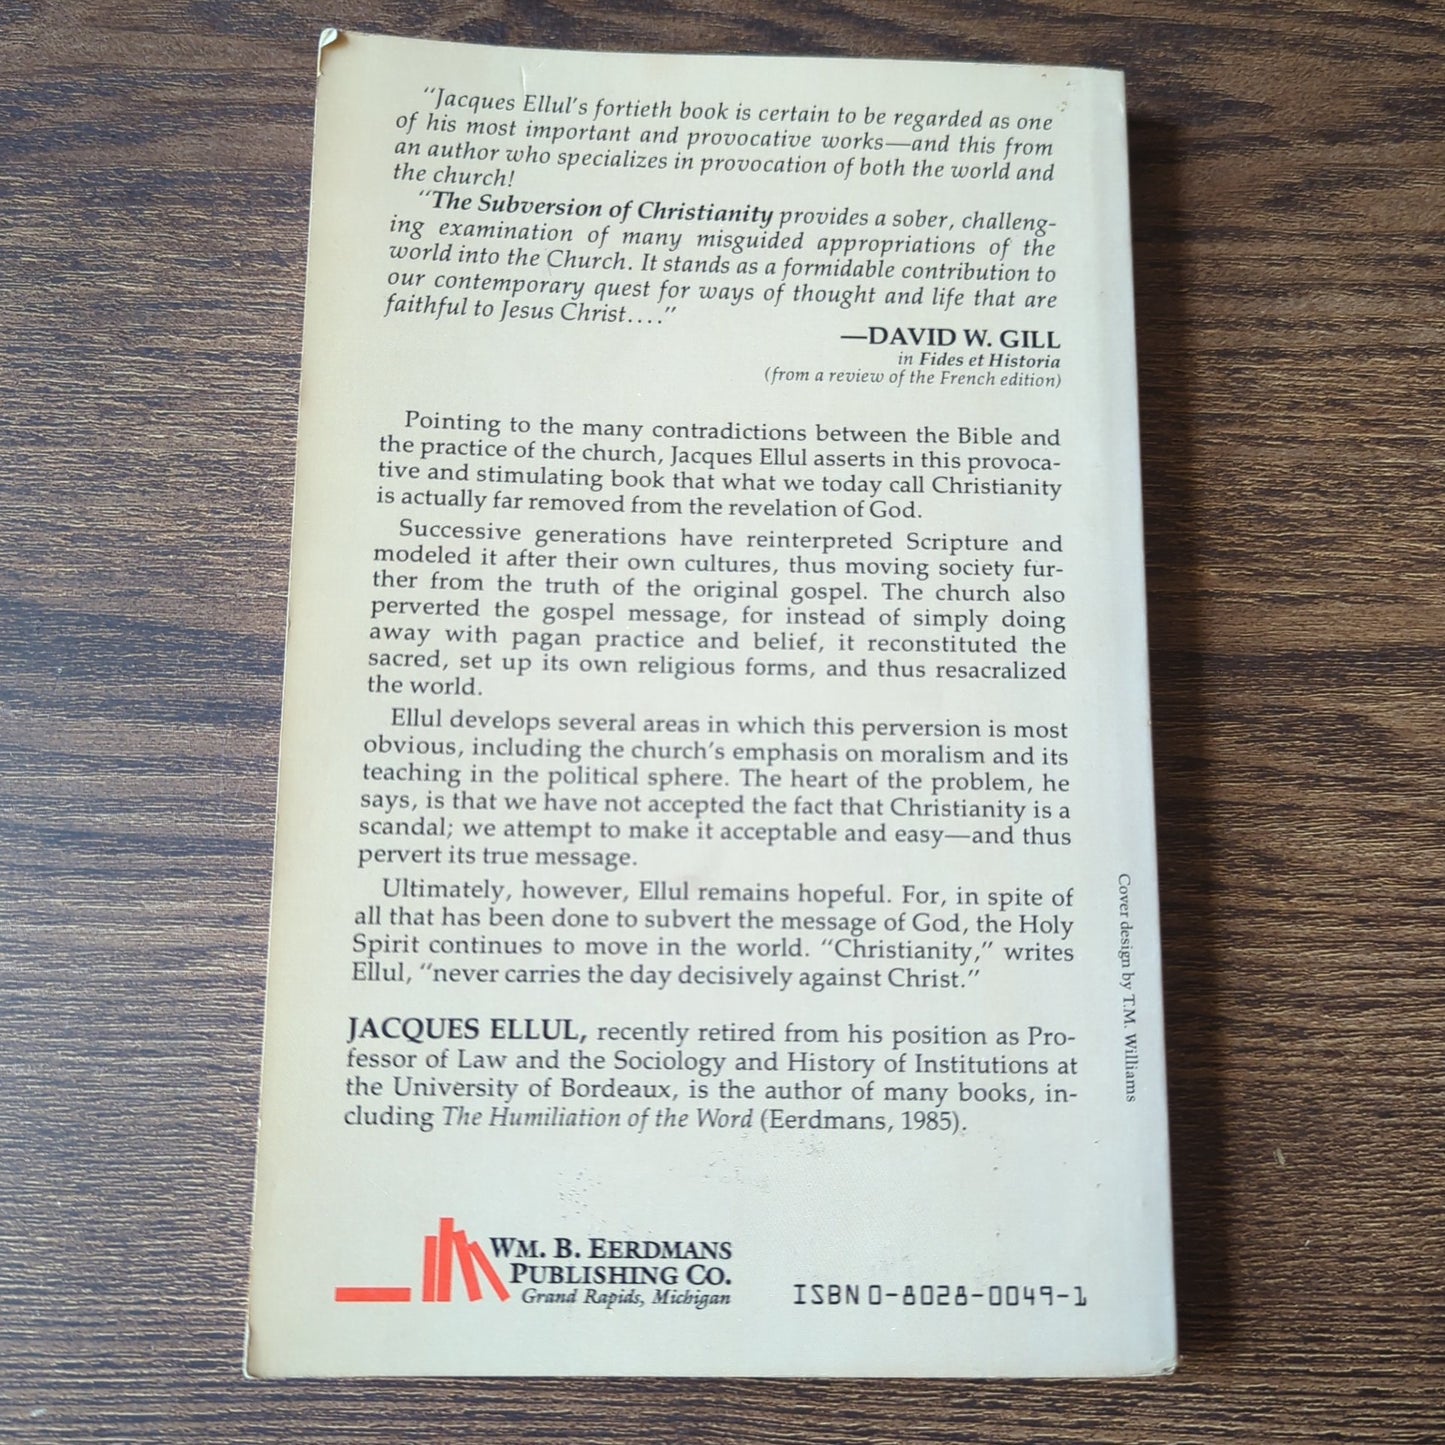 "Jacques Ellul's fortieth book is certain to be regarded as one
of his most important and provocative works—and this from
an author who specializes in provocation of both the world and
the church!
"The Subversion of Christianity provides a sober, challeng-
ing examination of many misguided appropriations of the
world into the Church. It stands as a formidable contribution to
our contemporary quest for ways of thought and life that are
faithful to Jesus Christ...."
—DAVID W. GILL
in Fides et Historia
(from a review of the French edition)
Pointing to the many contradictions between the Bible and
the practice of the church, Jacques Ellul asserts in this provoca-
tive and stimulating book that what we today call Christianity
is actually far removed from the revelation of God.
Successive generations have reinterpreted Scripture and
modeled it after their own cultures, thus moving society fur-
ther from the truth of the original gospel. The church also
perverted the gospel message, for instead of simply doing
away with pagan practice and belief, it reconstituted the
sacred, set up its own religious forms, and thus resacralized
the world.
Ellul develops several areas in which this perversion is most
obvious, including the church's emphasis on moralism and its
teaching in the political sphere. The heart of the problem, he
says, is that we have not accepted the fact that Christianity is a
scandal; we attempt to make it acceptable and easy—and thus
pervert its true message.
Ultimately, however, Ellul remains hopeful. For, in spite of
all that has been done to subvert the message of God, the Holy
Spirit continues to move in the world. "Christianity," writes
Ellul, "never carries the day decisively against Christ."
JACQUES ELLUL, recently retired from his position as Pro-
fessor of Law and the Sociology and History of Institutions at
the University of Bordeaux, is the author of many books, in-
cluding The Humiliation of the Word (Eerdmans, 1985).
WM. B. EERDMANS
PUBLISHING CO.
Grand Rapids, Michigan
ISBN 0-8028-0049-1
Cover design by T.M. Williams